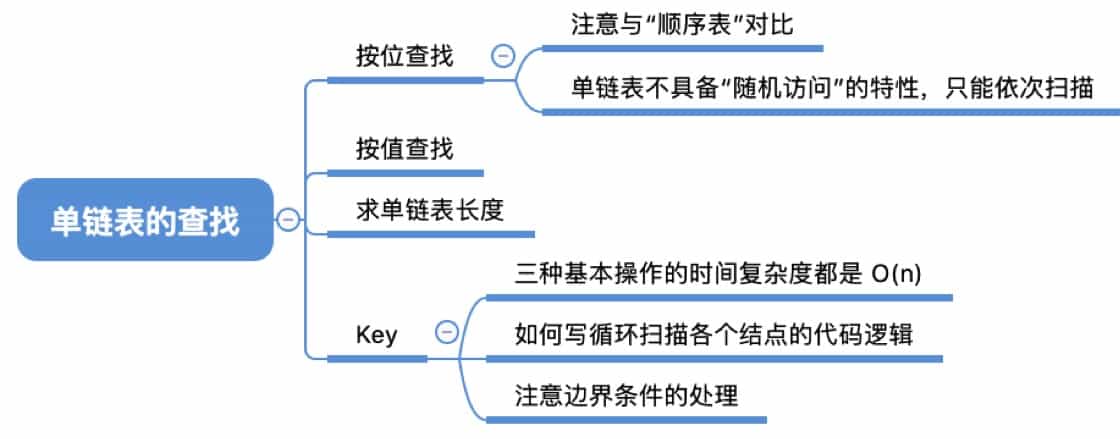 单链表的查找
按位查找
注意与“顺序表”对比
单链表不具备“随机访问”的特性，只能依次扫描
按值查找
求单链表长度
Key
三种基本操作的时间复杂度都是 O(n)
如何写循环扫描各个结点的代码逻辑
注意边界条件的处理